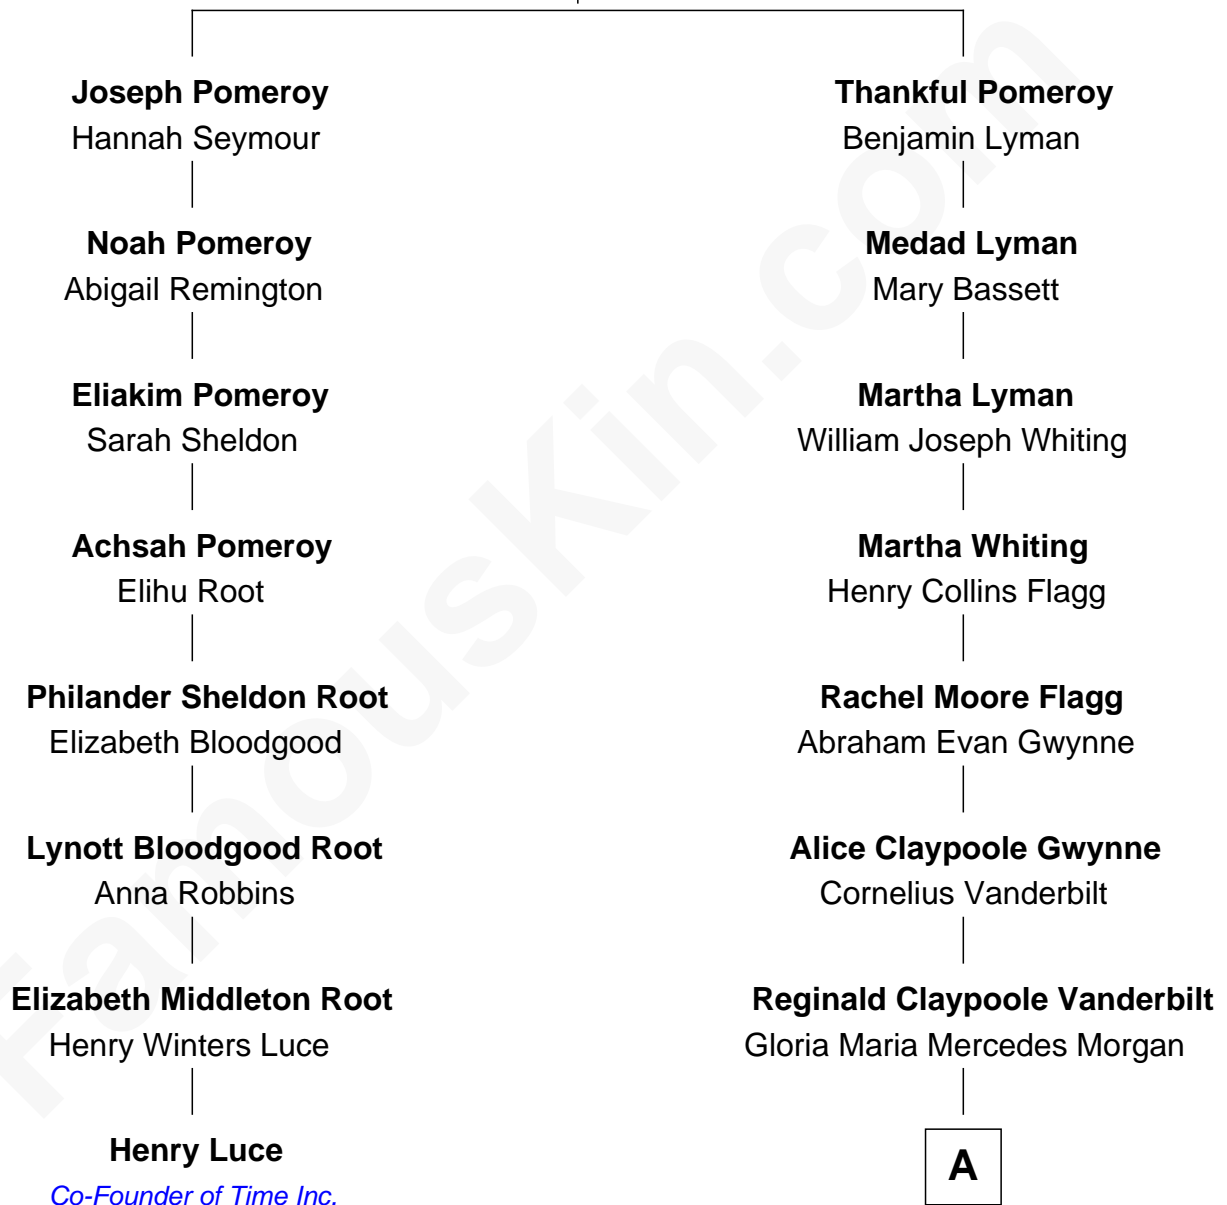 Joseph Pomeroy
Hannah Seymour
Thankful Pomeroy
Benjamin Lyman
Noah Pomeroy
Abigail Remington
Medad Lyman
Mary Bassett
Eliakim Pomeroy
Sarah Sheldon
Martha Lyman
William Joseph Whiting
Achsah Pomeroy
Elihu Root
Martha Whiting
Henry Collins Flagg
Philander Sheldon Root
Elizabeth Bloodgood
Rachel Moore Flagg
Abraham Evan Gwynne
Lynott Bloodgood Root
Anna Robbins
Alice Claypoole Gwynne
Cornelius Vanderbilt
Elizabeth Middleton Root
Henry Winters Luce
Reginald Claypoole Vanderbilt
Gloria Maria Mercedes Morgan
Henry Luce
Co-Founder of Time Inc.
A
FamousKin.com